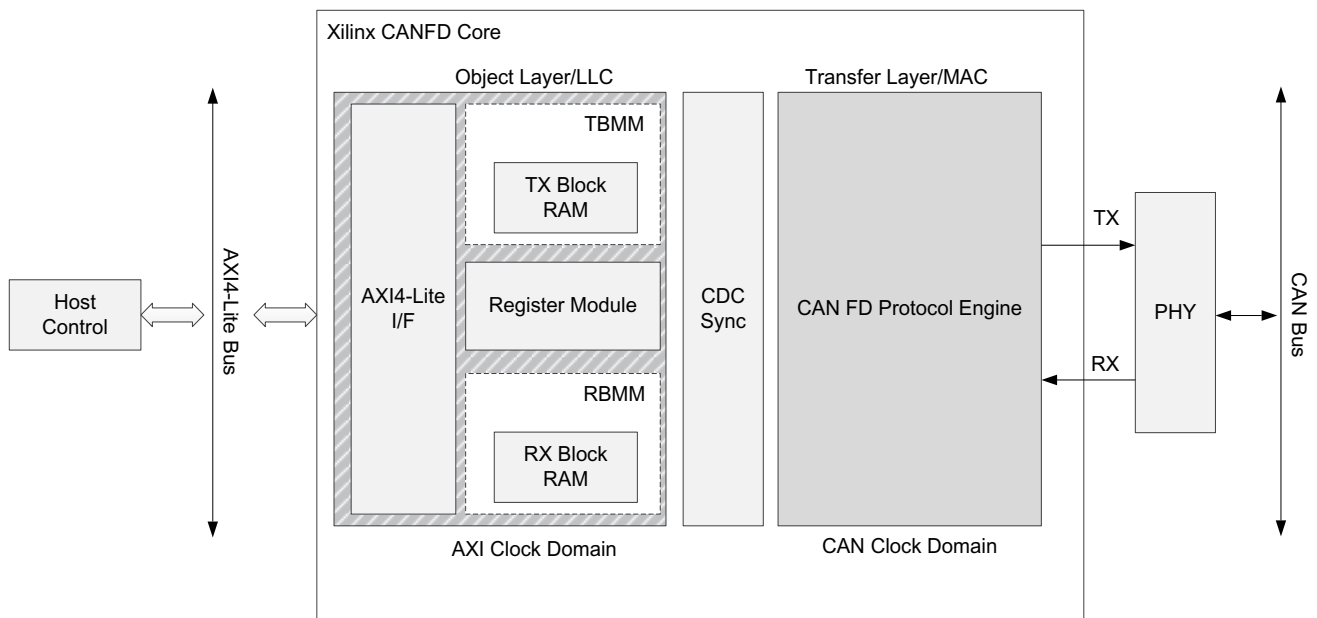 Xilinx CANFD Core
Object Layer/LLC
Transfer Layer/MAC
TBMM
TX Block
RAM
TX
AXI4-Lite Bus
Host
Control
AXI4-Lite
I/F
Register Module
CDC
Sync
CAN FD Protocol Engine
PHY
CAN Bus
RX
RBMM
RX Block
RAM
AXI Clock Domain
CAN Clock Domain